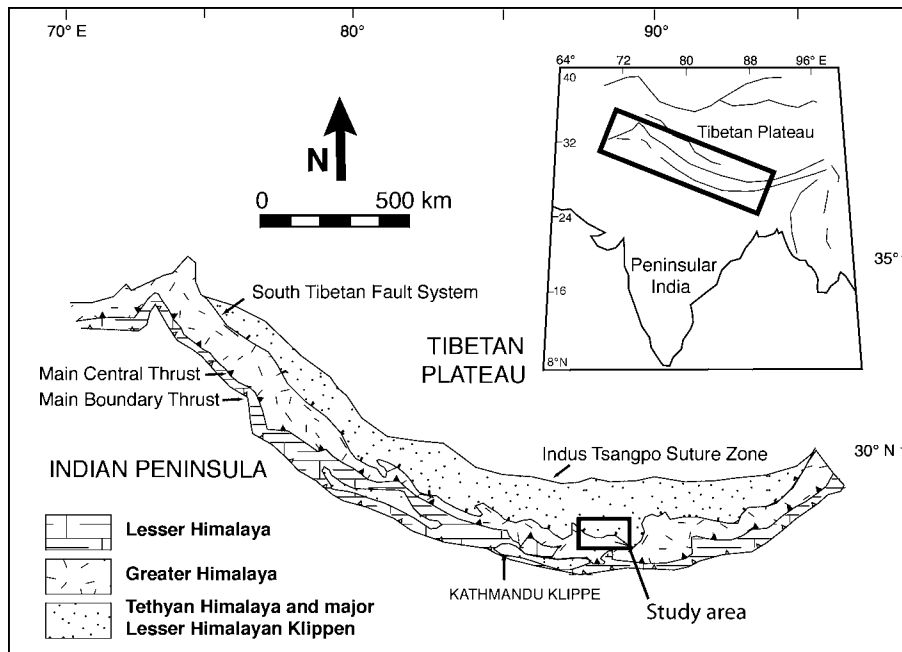 70° E
80°
90°
64°
72
80
88
96° E
40
32
24
16
8°N
Tibetan Plateau
Peninsular
India
N
0
500 km
35°
South Tibetan Fault System
TIBETAN
PLATEAU
Main Central Thrust
Main Boundary Thrust
30° N
INDIAN PENINSULA
Indus Tsangpo Suture Zone
Lesser Himalaya
Greater Himalaya
Tethyan Himalaya and major
Lesser Himalayan Klippen
KATHMANDU KLIPPE
Study area